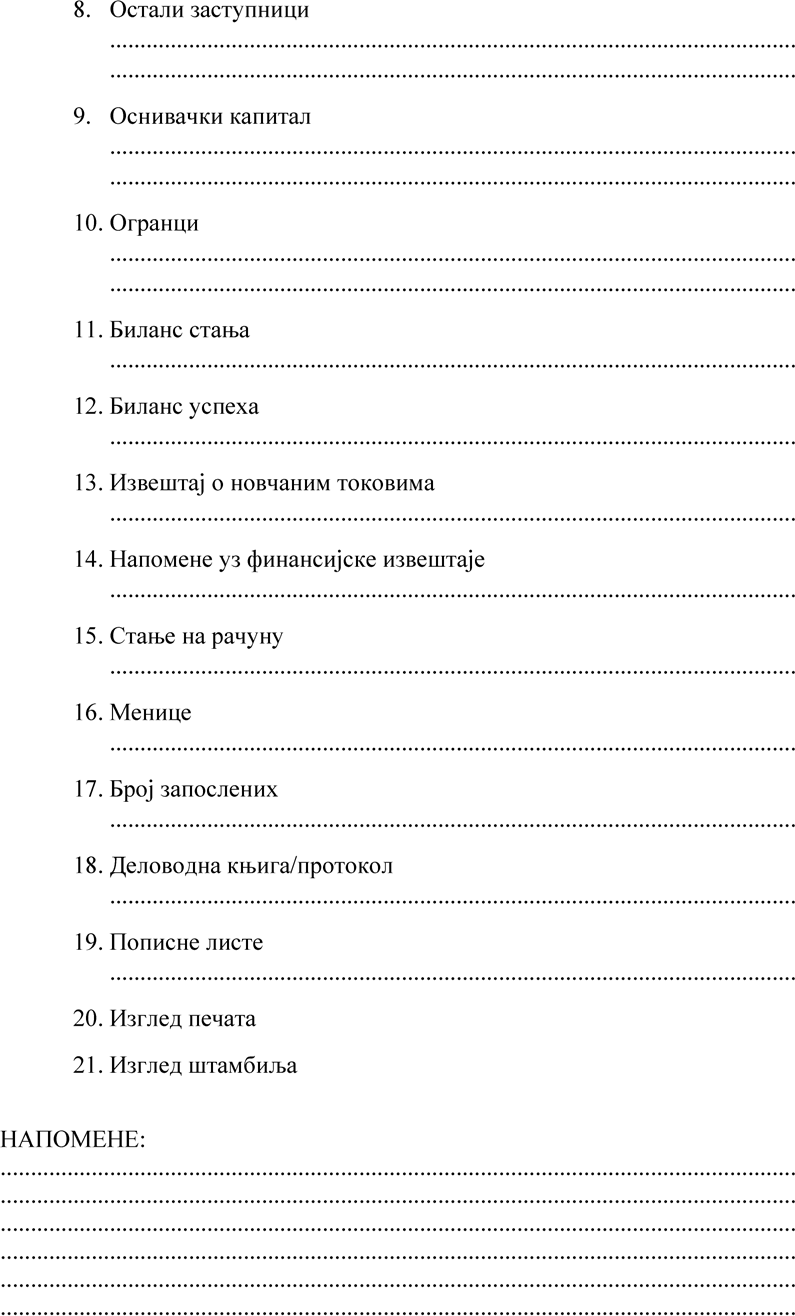 8. Остали заступници
................................................................................................................
................................................................................................................
9. Оснивачки капитал
................................................................................................................
................................................................................................................
10. Огранци
................................................................................................................
................................................................................................................
11. Биланс стања
................................................................................................................
12. Биланс успеха
................................................................................................................
13. Извештај о новчаним токовима
................................................................................................................
14. Напомене уз финансијске извештаје
................................................................................................................
15. Стање на рачуну
................................................................................................................
16. Менице
................................................................................................................
17. Број запослених
................................................................................................................
18. Деловодна књига/протокол
................................................................................................................
19. Пописне листе
................................................................................................................
20. Изглед печата
21. Изглед штамбиља
НАПОМЕНЕ:
..................................................................................................................................
..................................................................................................................................
..................................................................................................................................
..................................................................................................................................
..................................................................................................................................
..................................................................................................................................